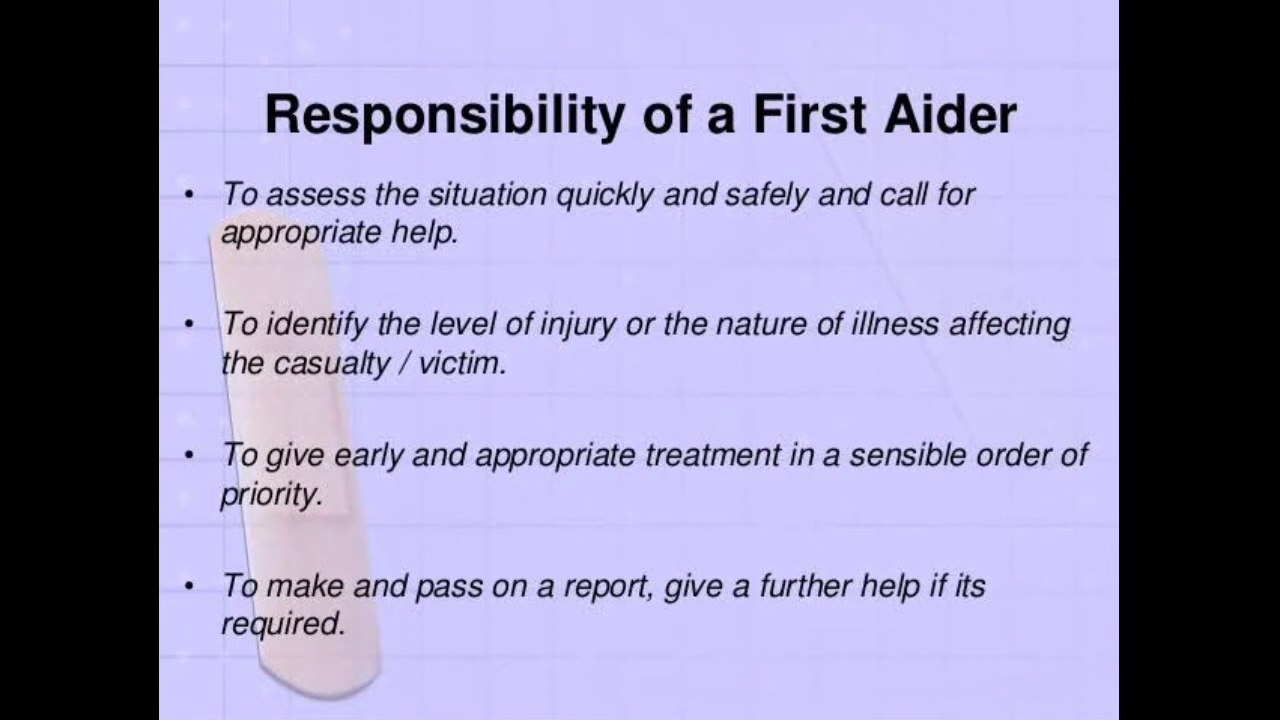 Responsibility of a First Aider
• To assess the situation quickly and safely and call for
appropriate help.
• To identify the level of injury or the nature of illness affecting
the casualty / victim.
• To give early and appropriate treatment in a sensible order of
priority.
• To make and pass on a report, give a further help if its
required.